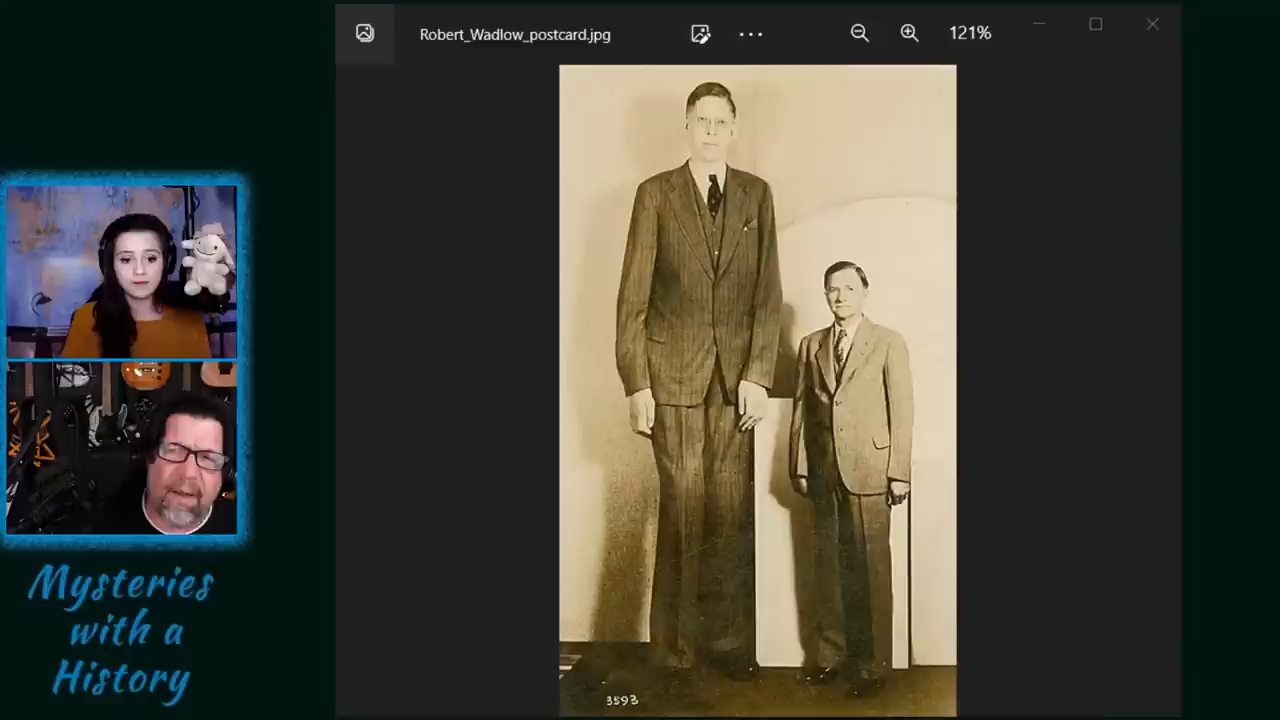 Robert_Wadlow_postcard.jpg
121%
3593
Mysteries
with a
History